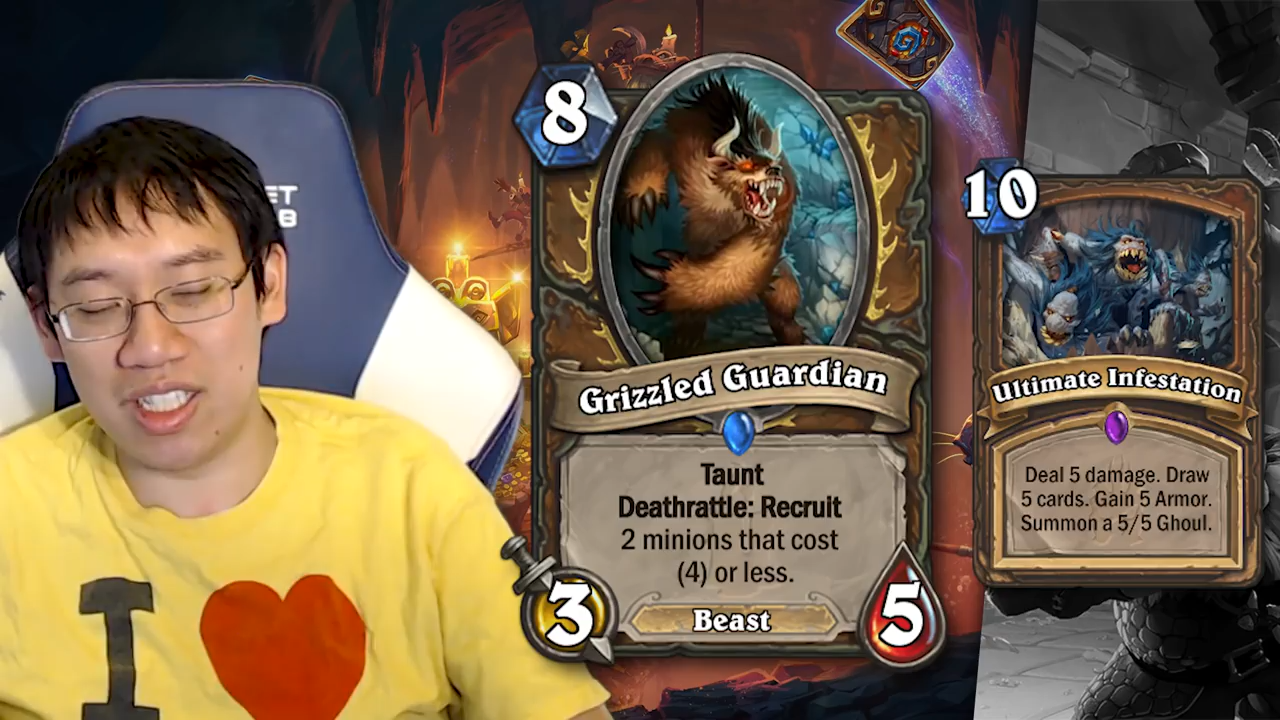 8
Grizzled Guardian
Taunt
Deathrattle: Recruit
2 minions that cost
(4) or less.
3
Beast
5
10
Ultimate Infestation
Deal 5 damage. Draw
5 cards. Gain 5 Armor.
Summon a 5/5 Ghoul.
I